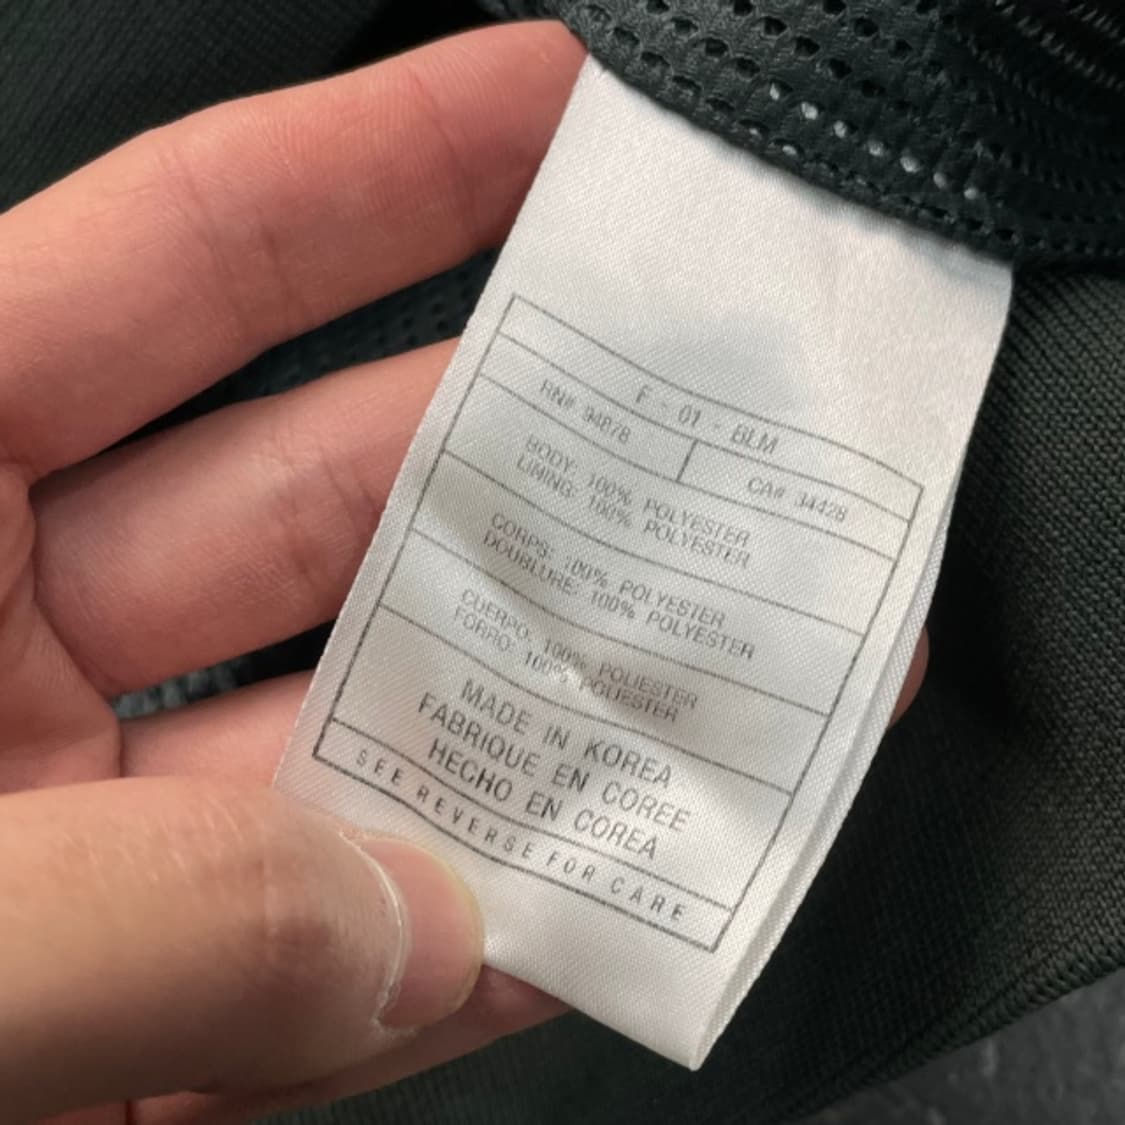 F - 01 - BLM
RN# 94878
CA# 34428
BODY: 100% POLYESTER
LINING: 100% POLYESTER
CORPS: 100% POLYESTER
DOUBLURE: 100% POLYESTER
CUERPO: 100% POLIESTER
FORRO: 100% POLIESTER
MADE IN KOREA
FABRIQUE EN COREE
HECHO EN COREA
SEE REVERSE FOR CARE